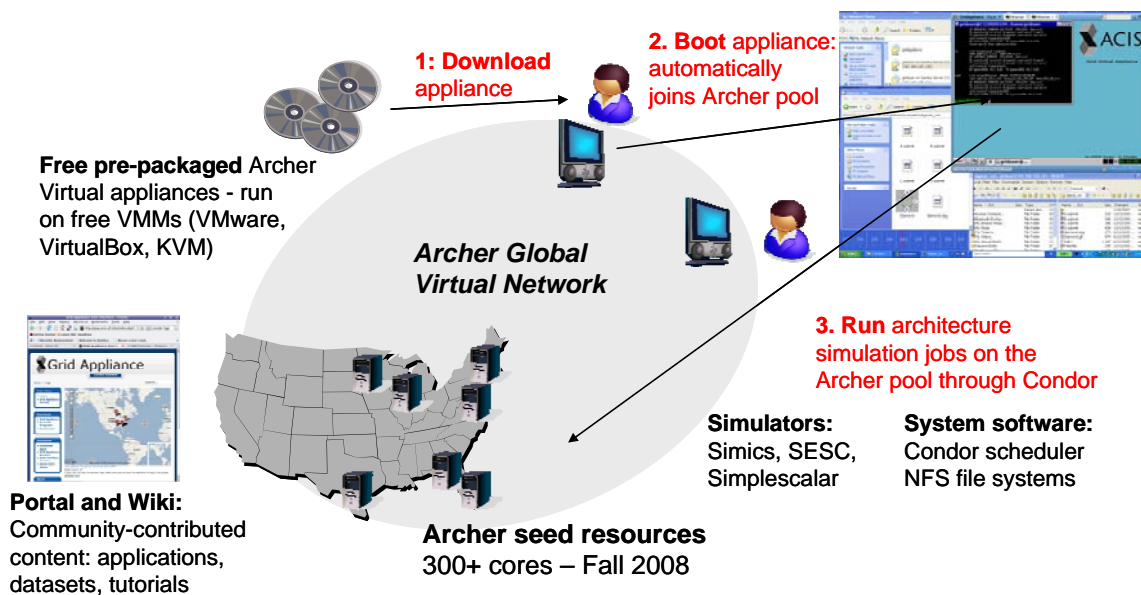 1: Download
appliance
2. Boot appliance:
automatically
joins Archer pool
ACIS
Free pre-packaged Archer
Virtual appliances - run
on free VMMs (VMware,
VirtualBox, KVM)
Archer Global
Virtual Network
Grid Appliance
3. Run architecture
simulation jobs on the
Archer pool through Condor
Simulators:
Simics, SESC,
Simplescalar
System software:
Condor scheduler
NFS file systems
Portal and Wiki:
Community-contributed
content: applications,
datasets, tutorials
Archer seed resources
300+ cores – Fall 2008